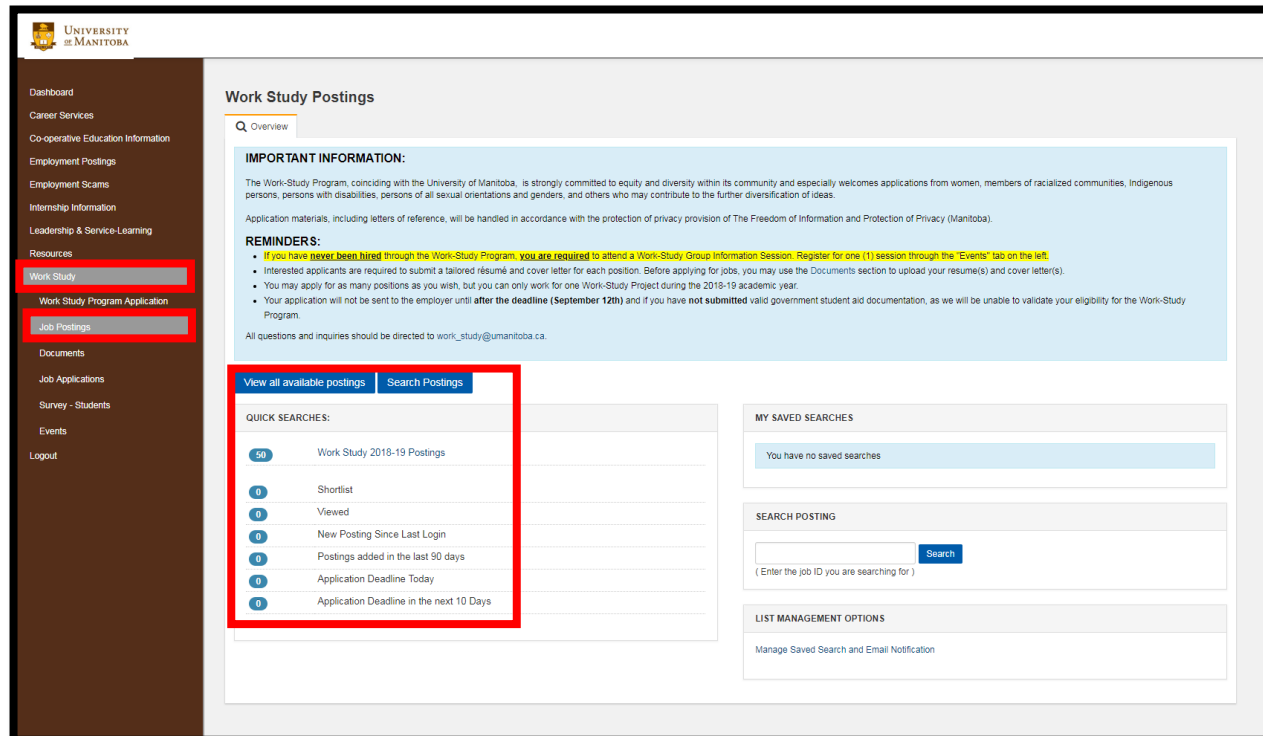 UNIVERSITY
OF MANITOBA
Dashboard
Career Services
Co-operative Education Information
Employment Postings
Employment Scams
Internship Information
Leadership & Service-Learning
Resources
Work Study
Work Study Program Application
Job Postings
Documents
Job Applications
Survey - Students
Events
Logout
Work Study Postings
Overview
IMPORTANT INFORMATION:
The Work-Study Program, coinciding with the University of Manitoba, is strongly committed to equity and diversity within its community and especially welcomes applications from women, members of racialized communities, Indigenous
persons, persons with disabilities, persons of all sexual orientations and genders, and others who may contribute to the further diversification of ideas.
Application materials, including letters of reference, will be handled in accordance with the protection of privacy provision of The Freedom of Information and Protection of Privacy (Manitoba).
REMINDERS:
• If you have never been hired through the Work-Study Program, you are required to attend a Work-Study Group Information Session. Register for one (1) session through the "Events" tab on the left.
• Interested applicants are required to submit a tailored résumé and cover letter for each position. Before applying for jobs, you may use the Documents section to upload your resume(s) and cover letter(s).
• You may apply for as many positions as you wish, but you can only work for one Work-Study Project during the 2018-19 academic year.
• Your application will not be sent to the employer until after the deadline (September 12th) and if you have not submitted valid government student aid documentation, as we will be unable to validate your eligibility for the Work-Study
Program.
All questions and inquiries should be directed to work_study@umanitoba.ca.
View all available postings Search Postings
QUICK SEARCHES:
50 Work Study 2018-19 Postings
0 Shortlist
0 Viewed
0 New Posting Since Last Login
0 Postings added in the last 90 days
0 Application Deadline Today
0 Application Deadline in the next 10 Days
MY SAVED SEARCHES
You have no saved searches
SEARCH POSTING
Search
( Enter the job ID you are searching for )
LIST MANAGEMENT OPTIONS
Manage Saved Search and Email Notification